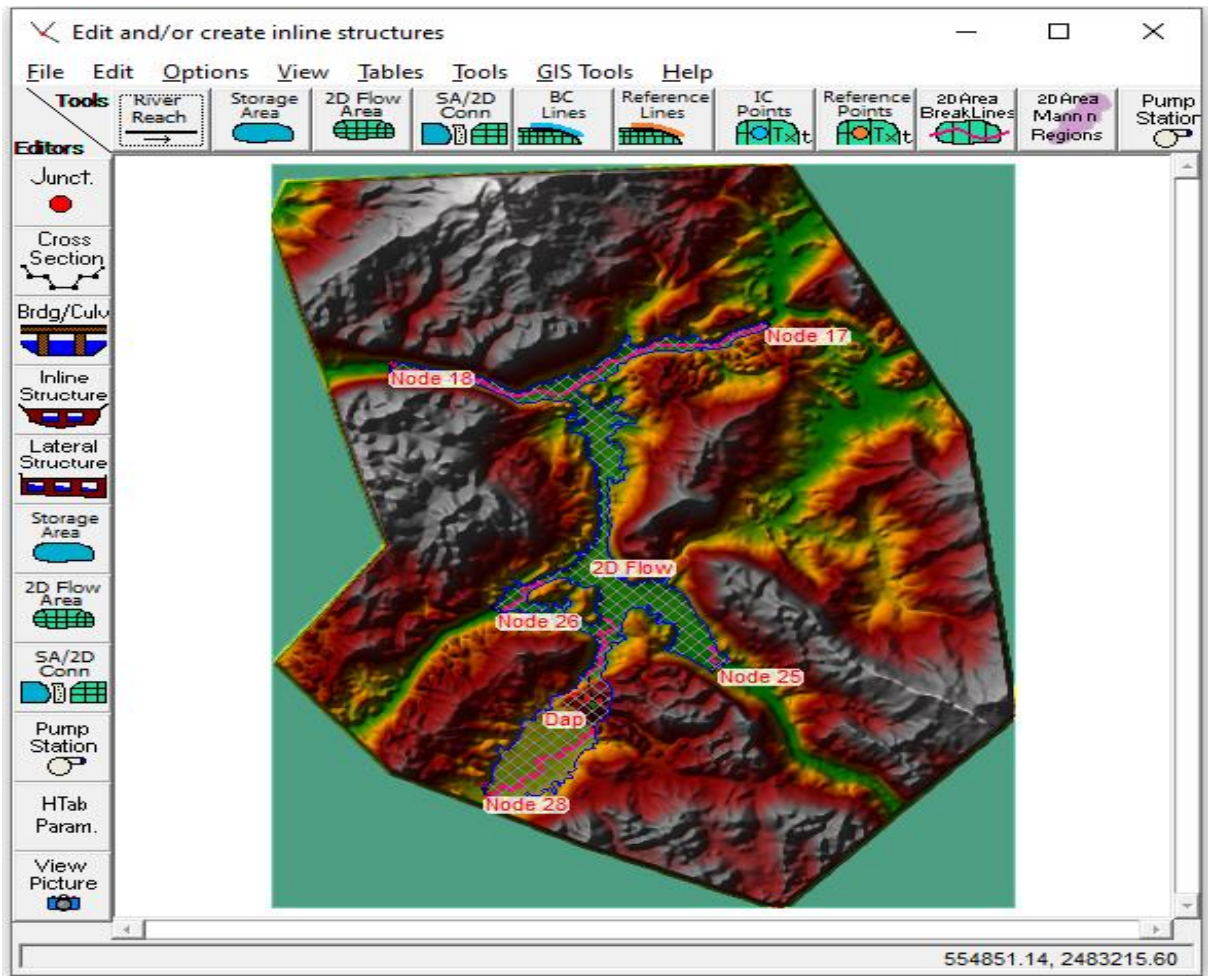 Edit and/or create inline structures
File Edit Options View Tables Tools GIS Tools Help
Tools
Editors
River
Reach
Storage
Area
2D Flow
Area
SA/2D
Conn
BC
Lines
Reference
Lines
IC
Points
Reference
Points
2D Area
BreakLines
2D Area
Mann n
Regions
Pump
Station
Junct.
Cross
Section
Brdg/Culv
Inline
Structure
Lateral
Structure
Storage
Area
2D Flow
Area
SA/2D
Conn
Pump
Station
HTab
Param.
View
Picture
Node 17
Node 18
2D Flow
Node 26
Node 25
Dap
Node 28
554851.14, 2483215.60